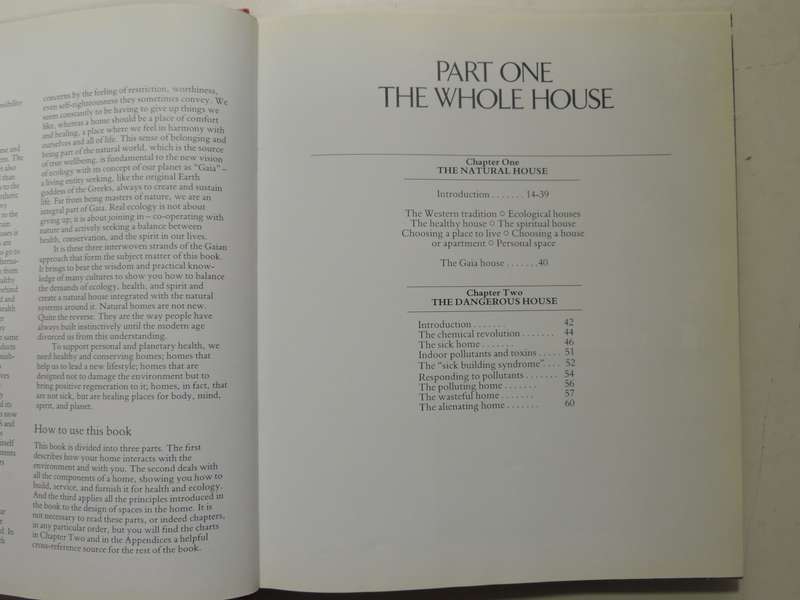 concerns by the feeling of restriction, worthiness,
even self-righteousness they sometimes convey. We
seem constantly to be having to give up things we
like, whereas a home should be a place of comfort
and healing, a place where we feel in harmony with
ourselves and all of life. This sense of belonging and
being part of the natural world, which is the source
of true wellbeing, is fundamental to the new vision
of ecology with its concept of our planet as "Gaia" –
a living entity seeking, like the original Earth
goddess of the Greeks, always to create and sustain
life. Far from being masters of nature, we are an
integral part of Gaia. Real ecology is not about
giving up; it is about joining in – co-operating with
nature and actively seeking a balance between
health, conservation, and the spirit in our lives.
It is these three interwoven strands of the Gaian
approach that form the subject matter of this book.
It brings to bear the wisdom and practical know-
ledge of many cultures to show you how to balance
the demands of ecology, health, and spirit and
create a natural house integrated with the natural
systems around it. Natural homes are not new.
Quite the reverse. They are the way people have
always built instinctively until the modern age
divorced us from this understanding.
To support personal and planetary health, we
need healthy and conserving homes; homes that
help us to lead a new lifestyle; homes that are
designed not to damage the environment but to
bring positive regeneration to it; homes, in fact, that
are not sick, but are healing places for body, mind,
spirit, and planet.
How to use this book
This book is divided into three parts. The first
describes how your home interacts with the
environment and with you. The second deals with
all the components of a home, showing you how to
build, service, and furnish it for health and ecology.
And the third applies all the principles introduced in
the book to the design of spaces in the home. It is
not necessary to read these parts, or indeed chapters,
in any particular order, but you will find the charts
in Chapter Two and in the Appendices a helpful
cross-reference source for the rest of the book.
PART ONE
THE WHOLE HOUSE
Chapter One
THE NATURAL HOUSE
Introduction . . . . . . . 14-39
The Western tradition ○ Ecological houses
The healthy house ○ The spiritual house
Choosing a place to live ○ Choosing a house
or apartment ○ Personal space
The Gaia house . . . . . . . 40
Chapter Two
THE DANGEROUS HOUSE
Introduction . . . . . . . 42
The chemical revolution . . . . . . . 44
The sick home . . . . . . . 46
Indoor pollutants and toxins . . . . . 51
The "sick building syndrome" . . . 52
Responding to pollutants . . . . . . . 54
The polluting home . . . . . . . 56
The wasteful home . . . . . . . 57
The alienating home . . . . . . . 60